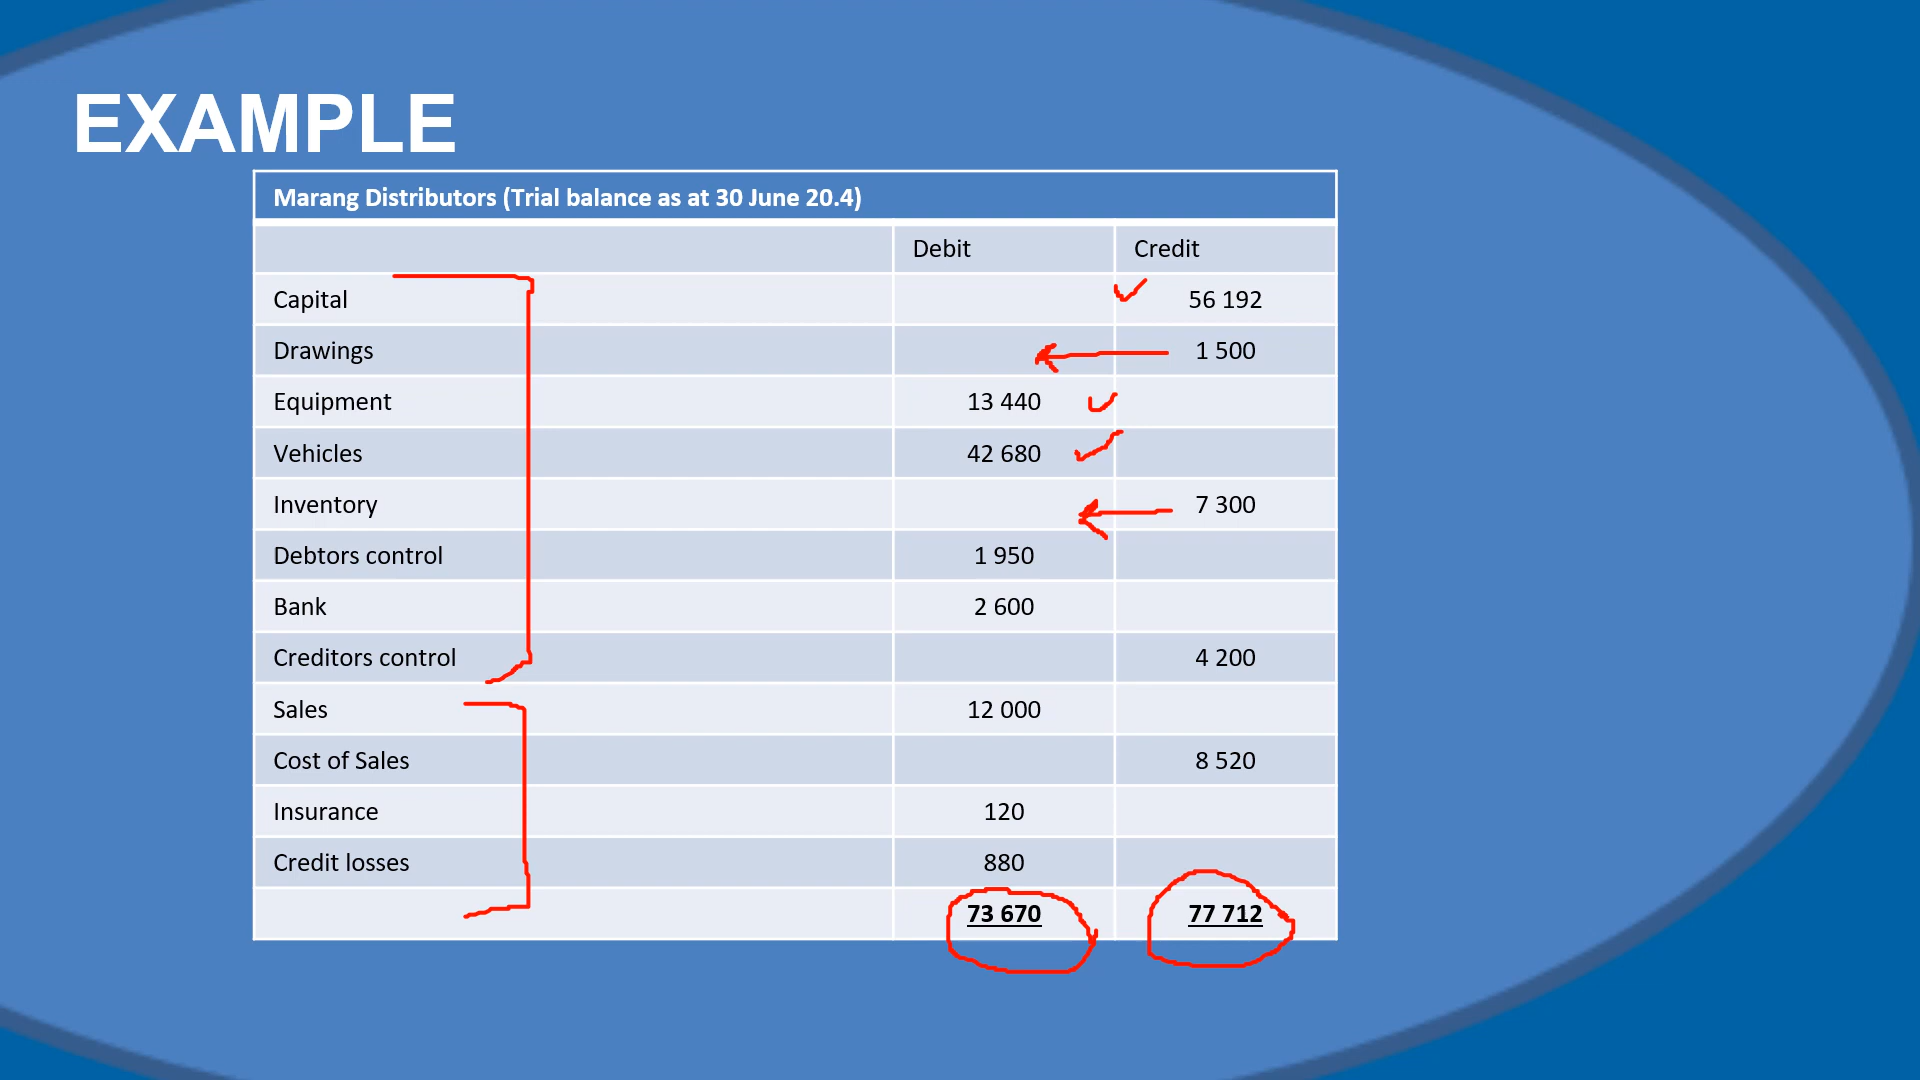 EXAMPLE
Marang Distributors (Trial balance as at 30 June 20.4)
Debit Credit
Capital 56 192
Drawings 1 500
Equipment 13 440
Vehicles 42 680
Inventory 7 300
Debtors control 1 950
Bank 2 600
Creditors control 4 200
Sales 12 000
Cost of Sales 8 520
Insurance 120
Credit losses 880
73 670 77 712